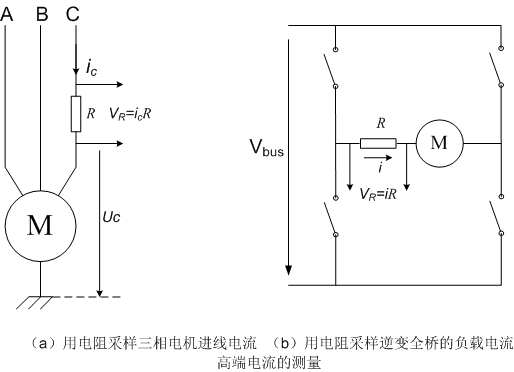 A B C
i_c
R V_R=i_cR
M
Uc
V_bus
R
M
i
V_R=iR
（a）用电阻采样三相电机进线电流 （b）用电阻采样逆变全桥的负载电流
高端电流的测量